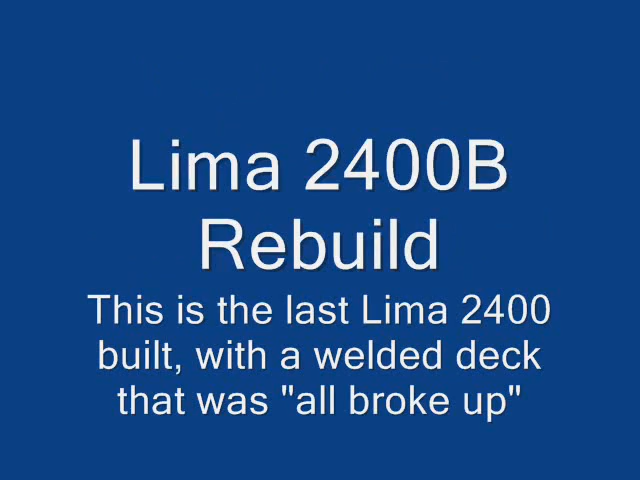 Lima 2400B
Rebuild
This is the last Lima 2400
built, with a welded deck
that was "all broke up"